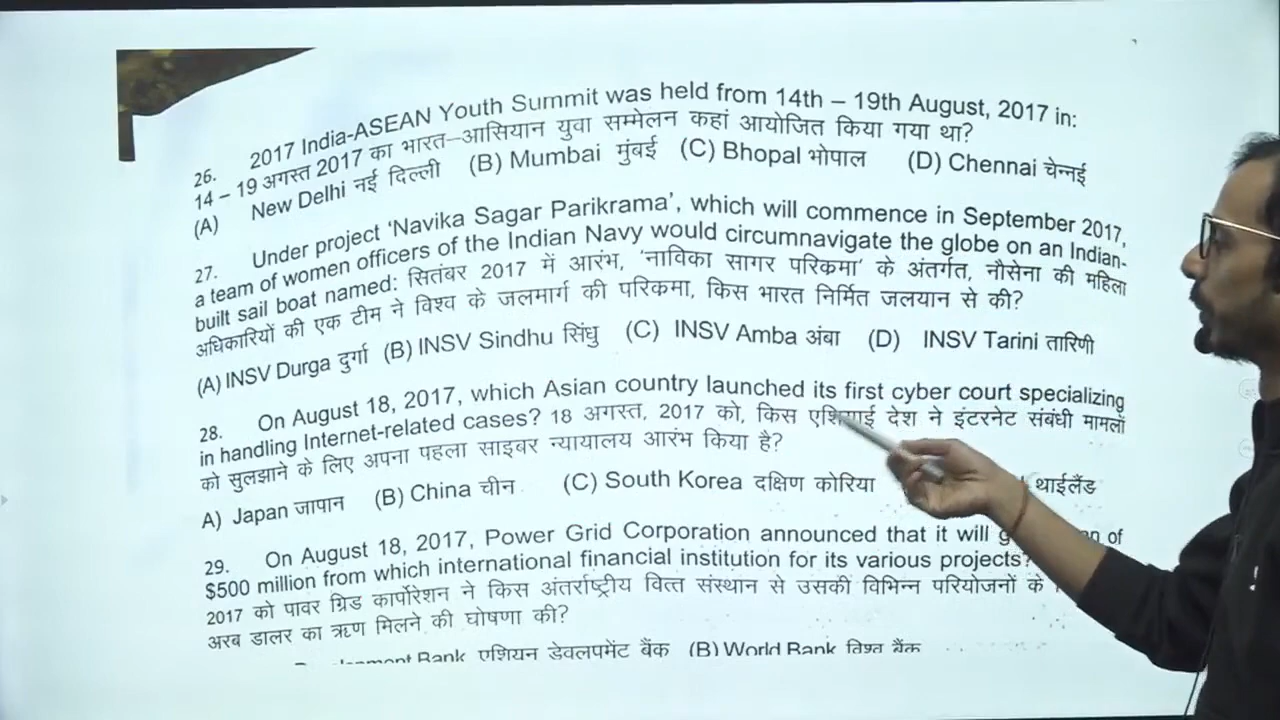 26. 2017 India-ASEAN Youth Summit was held from 14th – 19th August, 2017 in:
14 – 19 अगस्त 2017 का भारत–आसियान युवा सम्मेलन कहां आयोजित किया गया था?
(A) New Delhi नई दिल्ली (B) Mumbai मुंबई (C) Bhopal भोपाल (D) Chennai चेन्नई
27. Under project ‘Navika Sagar Parikrama’, which will commence in September 2017,
a team of women officers of the Indian Navy would circumnavigate the globe on an Indian-
built sail boat named: सितंबर 2017 में आरंभ, ‘नाविका सागर परिकमा’ के अंतर्गत, नौसेना की महिला
अधिकारियों की एक टीम ने विश्व के जलमार्ग की परिकमा, किस भारत निर्मित जलयान से की?
(A) INSV Durga दुर्गा (B) INSV Sindhu सिंधु (C) INSV Amba अंबा (D) INSV Tarini तारिणी
28. On August 18, 2017, which Asian country launched its first cyber court specializing
in handling Internet-related cases? 18 अगस्त, 2017 को, किस एशियाई देश ने इंटरनेट संबंधी मामलों
को सुलझाने के लिए अपना पहला साइबर न्यायालय आरंभ किया है?
A) Japan जापान (B) China चीन (C) South Korea दक्षिण कोरिया थाईलैंड
29. On August 18, 2017, Power Grid Corporation announced that it will of
$500 million from which international financial institution for its various projects?
2017 को पावर ग्रिड कार्पोरेशन ने किस अंतर्राष्ट्रीय वित्त संस्थान से उसकी विभिन्न परियोजनों के
अरब डालर का ऋण मिलने की घोषणा की?
Bank एशियन डेवलपमेंट बैंक (B) World Bank विश्व बैंक